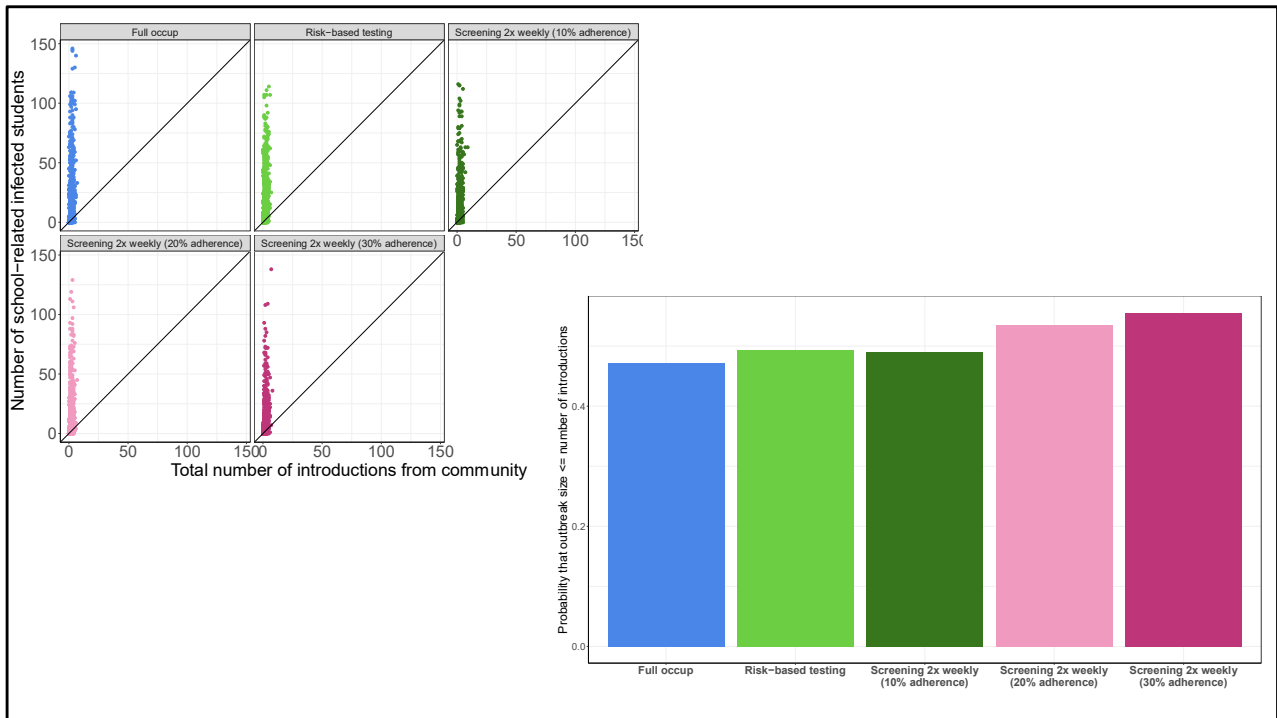 Full occup
Risk−based testing
Screening 2x weekly (10% adherence)
150
100
50
0
0
50
100
150
Screening 2x weekly (20% adherence)
Screening 2x weekly (30% adherence)
150
100
50
0
0
50
100
150
0
50
100
150
Number of school−related infected students
Total number of introductions from community
Probability that outbreak size <= number of introductions
0.4
0.2
0.0
Full occup
Risk−based testing
Screening 2x weekly
(10% adherence)
Screening 2x weekly
(20% adherence)
Screening 2x weekly
(30% adherence)